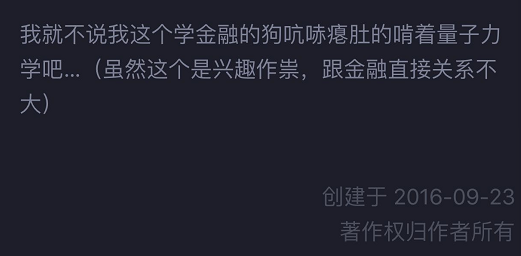 我就不说我这个学金融的狗吭哧瘪肚的啃着量子力
学吧...（虽然这个是兴趣作祟，跟金融直接关系不
大）
创建于 2016-09-23
著作权归作者所有